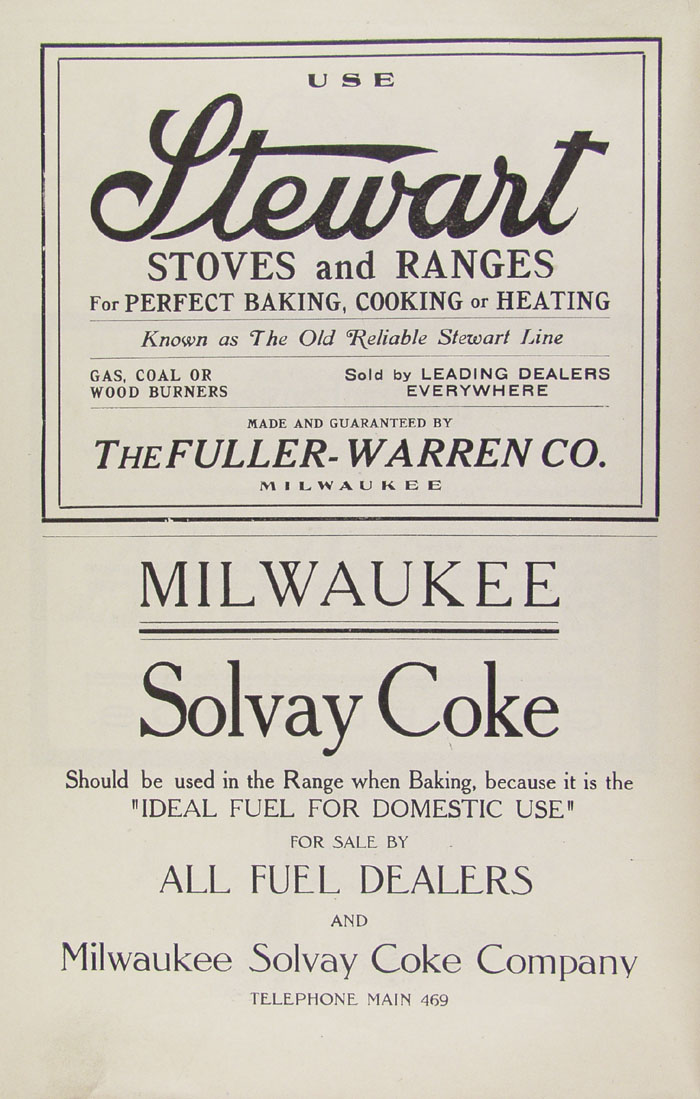 USE
Stewart
STOVES and RANGES
For PERFECT BAKING, COOKING or HEATING
Known as The Old Reliable Stewart Line
GAS, COAL OR
WOOD BURNERS
Sold by LEADING DEALERS
EVERYWHERE
MADE AND GUARANTEED BY
THE FULLER-WARREN CO.
MILWAUKEE
MILWAUKEE
Solvay Coke
Should be used in the Range when Baking, because it is the
"IDEAL FUEL FOR DOMESTIC USE"
FOR SALE BY
ALL FUEL DEALERS
AND
Milwaukee Solvay Coke Company
TELEPHONE MAIN 469